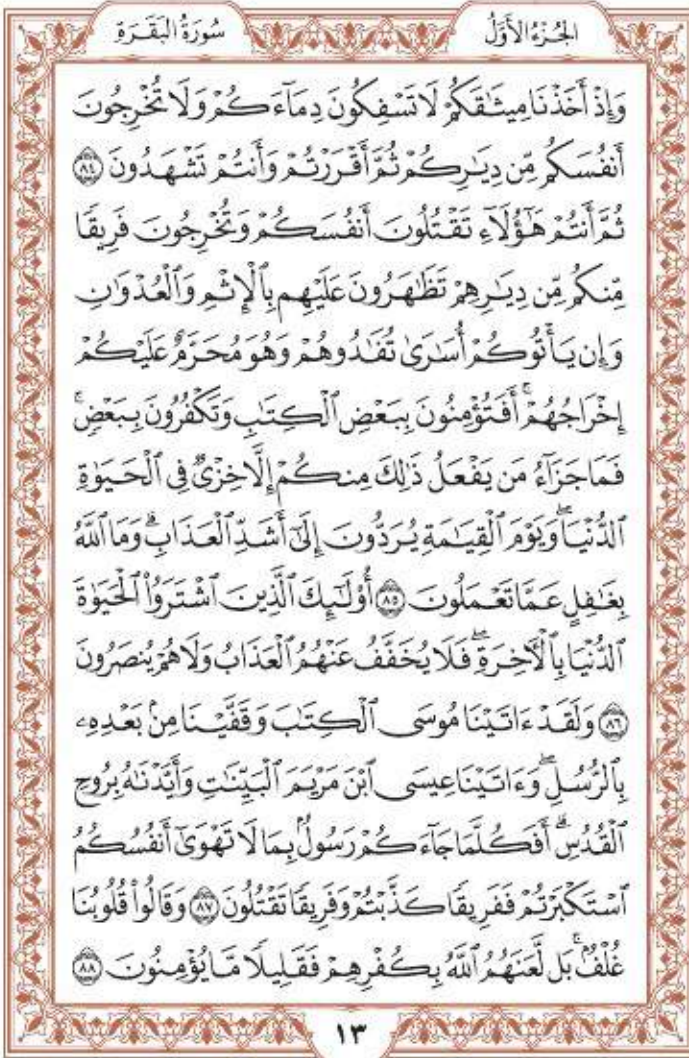 الجُزْءُ الأَوَّلُ
سُورَةُ البَقَرَةِ
وَإِذْ أَخَذْنَا مِيثَٰقَكُمْ لَا تَسْفِكُونَ دِمَآءَكُمْ وَلَا تُخْرِجُونَ
أَنفُسَكُم مِّن دِيَٰرِكُمْ ثُمَّ أَقْرَرْتُمْ وَأَنتُمْ تَشْهَدُونَ ٨٤
ثُمَّ أَنتُمْ هَٰٓؤُلَآءِ تَقْتُلُونَ أَنفُسَكُمْ وَتُخْرِجُونَ فَرِيقًا
مِّنكُم مِّن دِيَٰرِهِمْ تَظَٰهَرُونَ عَلَيْهِم بِٱلْإِثْمِ وَٱلْعُدْوَٰنِ
وَإِن يَأْتُوكُمْ أُسَٰرَىٰ تُفَٰدُوهُمْ وَهُوَ مُحَرَّمٌ عَلَيْكُمْ
إِخْرَاجُهُمْ ۚ أَفَتُؤْمِنُونَ بِبَعْضِ ٱلْكِتَٰبِ وَتَكْفُرُونَ بِبَعْضٍ ۚ
فَمَا جَزَآءُ مَن يَفْعَلُ ذَٰلِكَ مِنكُمْ إِلَّا خِزْىٌ فِى ٱلْحَيَوٰةِ
ٱلدُّنْيَا ۖ وَيَوْمَ ٱلْقِيَٰمَةِ يُرَدُّونَ إِلَىٰٓ أَشَدِّ ٱلْعَذَابِ ۗ وَمَا ٱللَّهُ
بِغَٰفِلٍ عَمَّا تَعْمَلُونَ ٨٥ أُو۟لَٰٓئِكَ ٱلَّذِينَ ٱشْتَرَوُا۟ ٱلْحَيَوٰةَ
ٱلدُّنْيَا بِٱلْءَاخِرَةِ ۖ فَلَا يُخَفَّفُ عَنْهُمُ ٱلْعَذَابُ وَلَا هُمْ يُنصَرُونَ
٨٦ وَلَقَدْ ءَاتَيْنَا مُوسَى ٱلْكِتَٰبَ وَقَفَّيْنَا مِنۢ بَعْدِهِۦ
بِٱلرُّسُلِ ۖ وَءَاتَيْنَا عِيسَى ٱبْنَ مَرْيَمَ ٱلْبَيِّنَٰتِ وَأَيَّدْنَٰهُ بِرُوحِ
ٱلْقُدُسِ ۗ أَفَكُلَّمَا جَآءَكُمْ رَسُولٌۢ بِمَا لَا تَهْوَىٰٓ أَنفُسُكُمُ
ٱسْتَكْبَرْتُمْ فَفَرِيقًا كَذَّبْتُمْ وَفَرِيقًا تَقْتُلُونَ ٨٧ وَقَالُوا۟ قُلُوبُنَا
غُلْفٌۢ ۚ بَل لَّعَنَهُمُ ٱللَّهُ بِكُفْرِهِمْ فَقَلِيلًا مَّا يُؤْمِنُونَ ٨٨
١٣